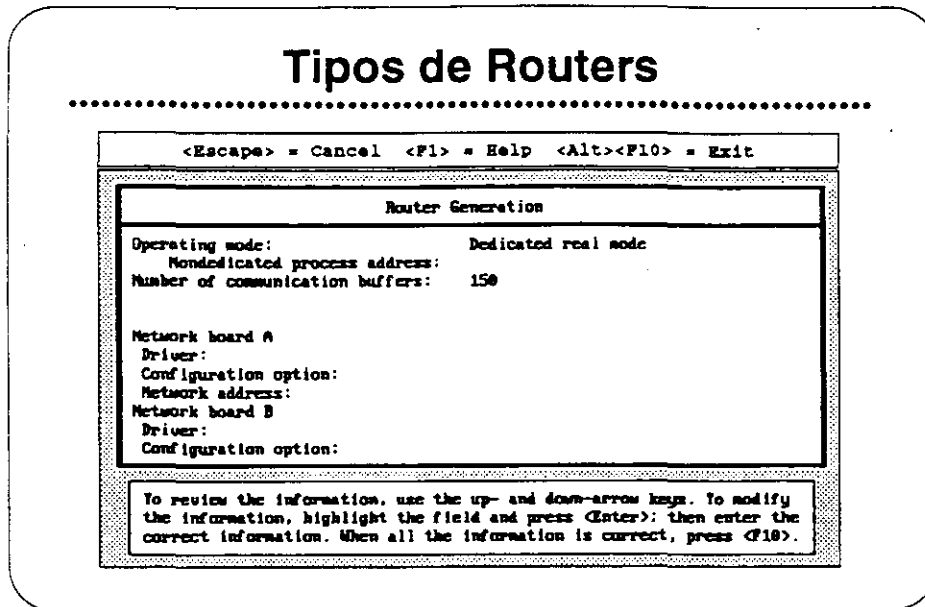 Tipos de Routers
<Escape> = Cancel <F1> = Help <Alt><F10> = Exit
Router Generation
Operating mode: Dedicated real mode
Nondedicated process address:
Number of communication buffers: 150
Network board A
Driver:
Configuration option:
Network address:
Network board B
Driver:
Configuration option:
To review the information, use the up- and down-arrow keys. To modify
the information, highlight the field and press <Enter>; then enter the
correct information. When all the information is correct, press <F10>.